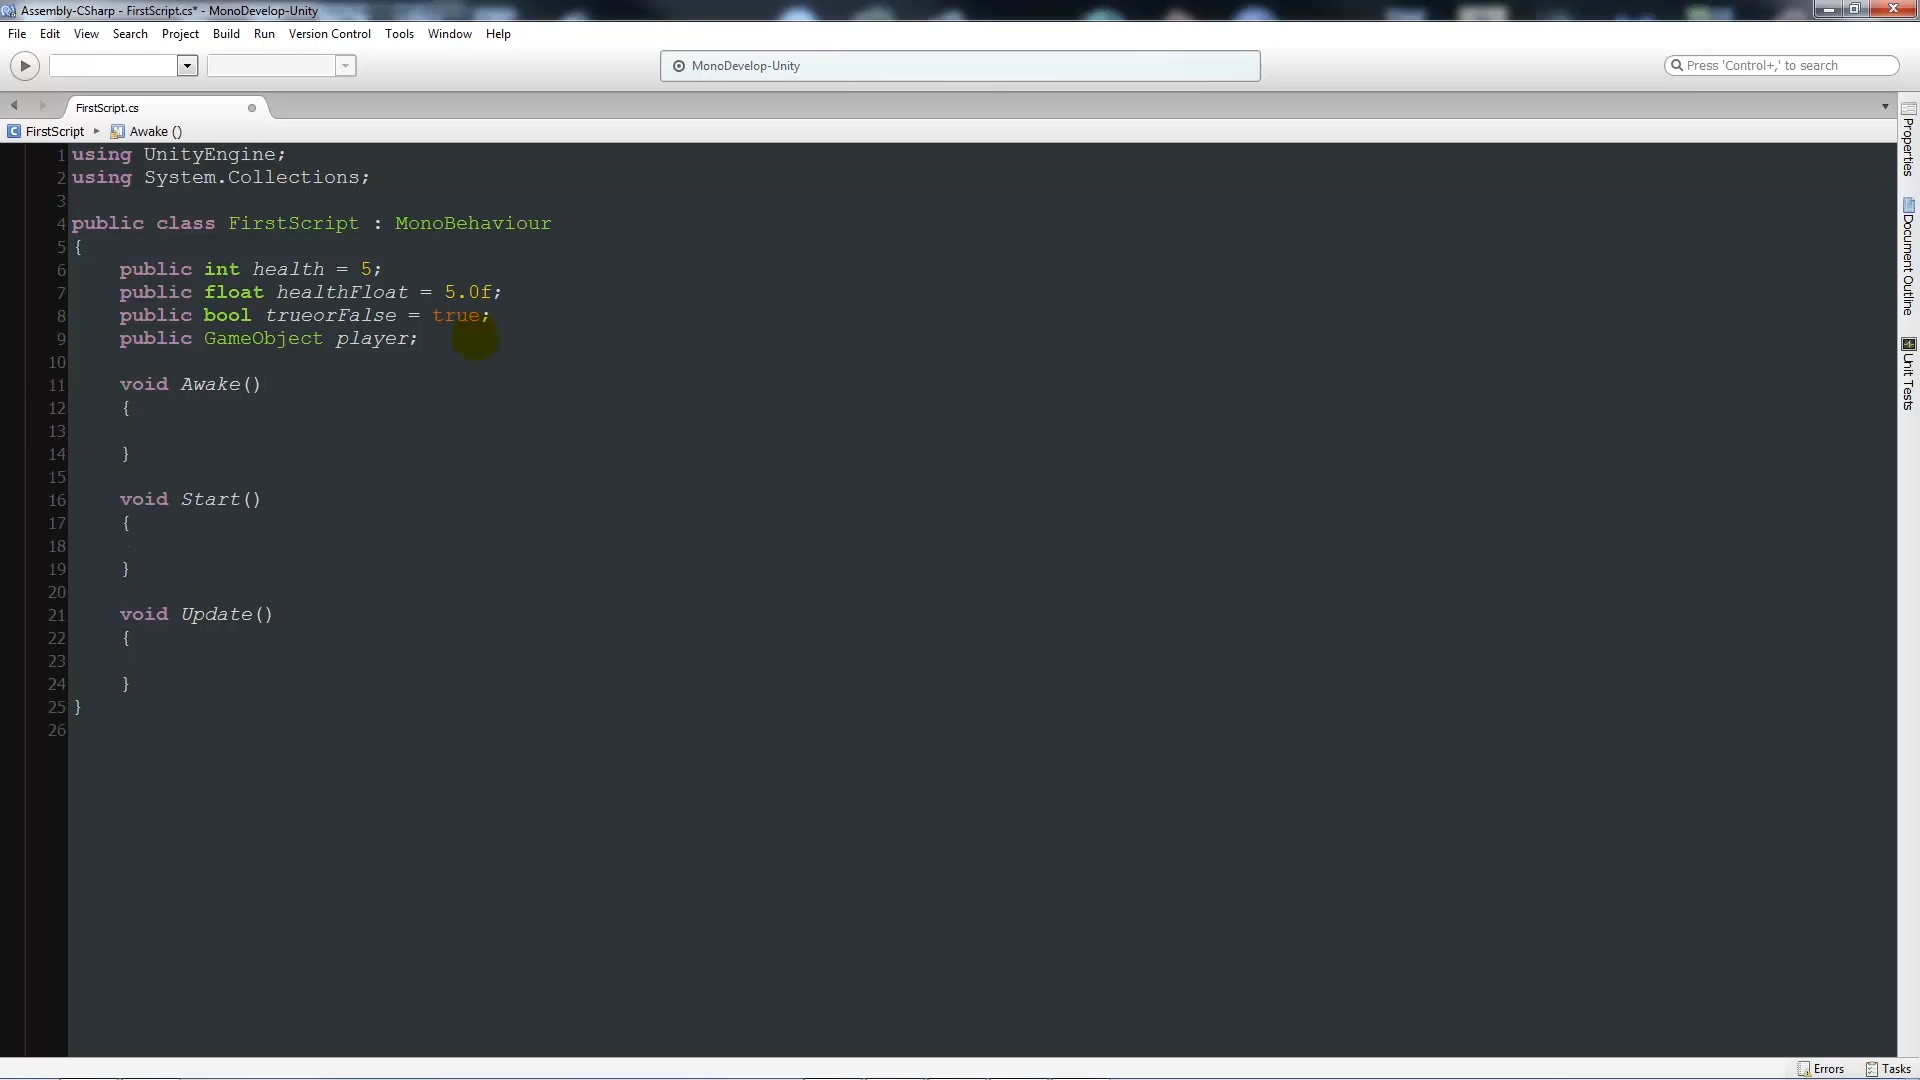 Assembly-CSharp - FirstScript.cs* - MonoDevelop-Unity
File Edit View Search Project Build Run Version Control Tools Window Help
MonoDevelop-Unity
Press 'Control+,' to search
FirstScript.cs
FirstScript Awake ()
1 using UnityEngine;
2 using System.Collections;
3
4 public class FirstScript : MonoBehaviour
5 {
6 public int health = 5;
7 public float healthFloat = 5.0f;
8 public bool trueorFalse = true;
9 public GameObject player;
10
11 void Awake()
12 {
13
14 }
15
16 void Start()
17 {
18
19 }
20
21 void Update()
22 {
23
24 }
25 }
26
Properties
Document Outline
Unit Tests
Errors Tasks